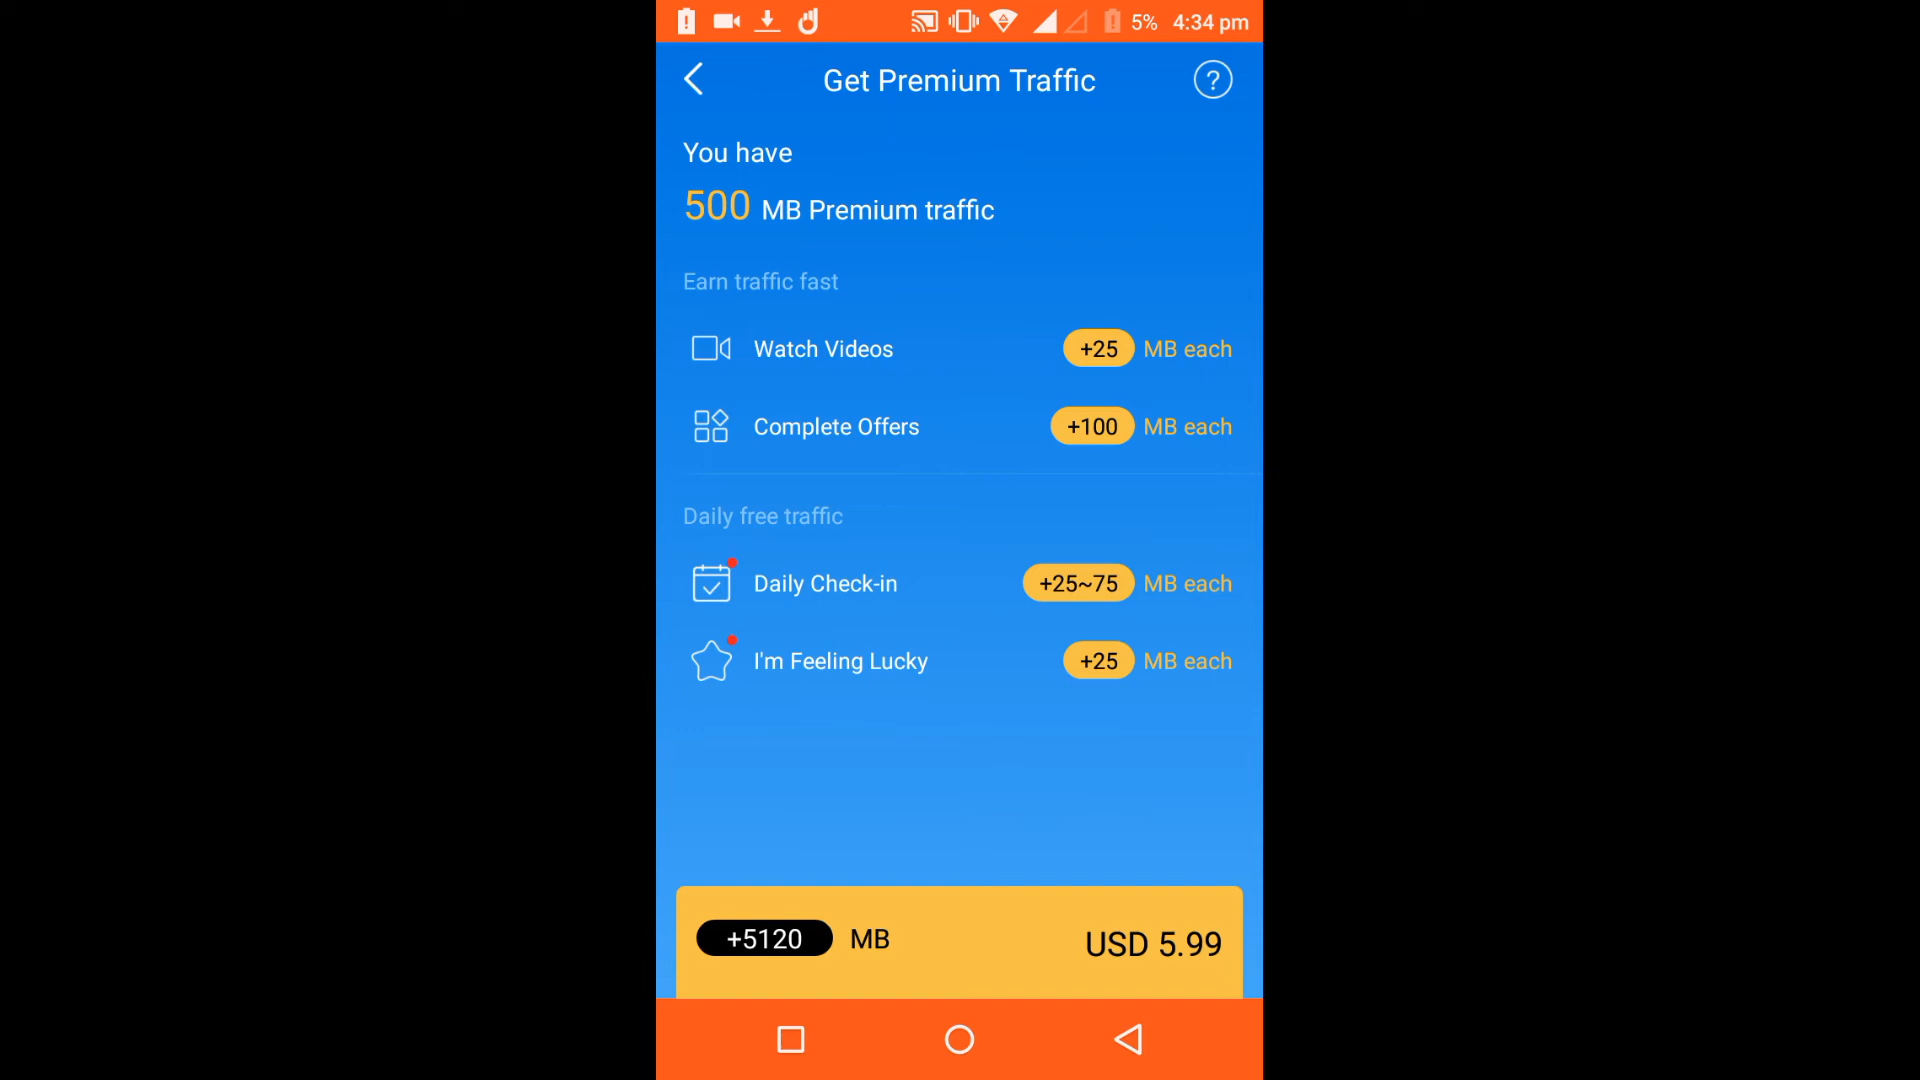 5% 4:34 pm
Get Premium Traffic ?
You have
500 MB Premium traffic
Earn traffic fast
Watch Videos +25 MB each
Complete Offers +100 MB each
Daily free traffic
Daily Check-in +25~75 MB each
I'm Feeling Lucky +25 MB each
+5120 MB USD 5.99